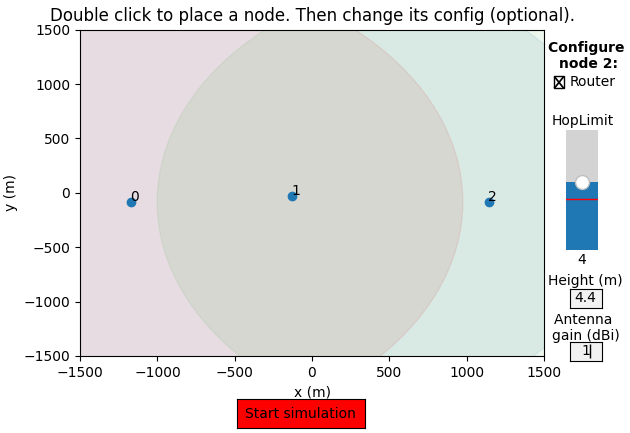 Double click to place a node. Then change its config (optional).
1500
1000
500
0
−500
−1000
−1500
y (m)
−1500
−1000
−500
0
500
1000
1500
x (m)
0
1
2
Configure
node 2:
Router
HopLimit
4
Height (m)
4.4
Antenna
gain (dBi)
1
Start simulation